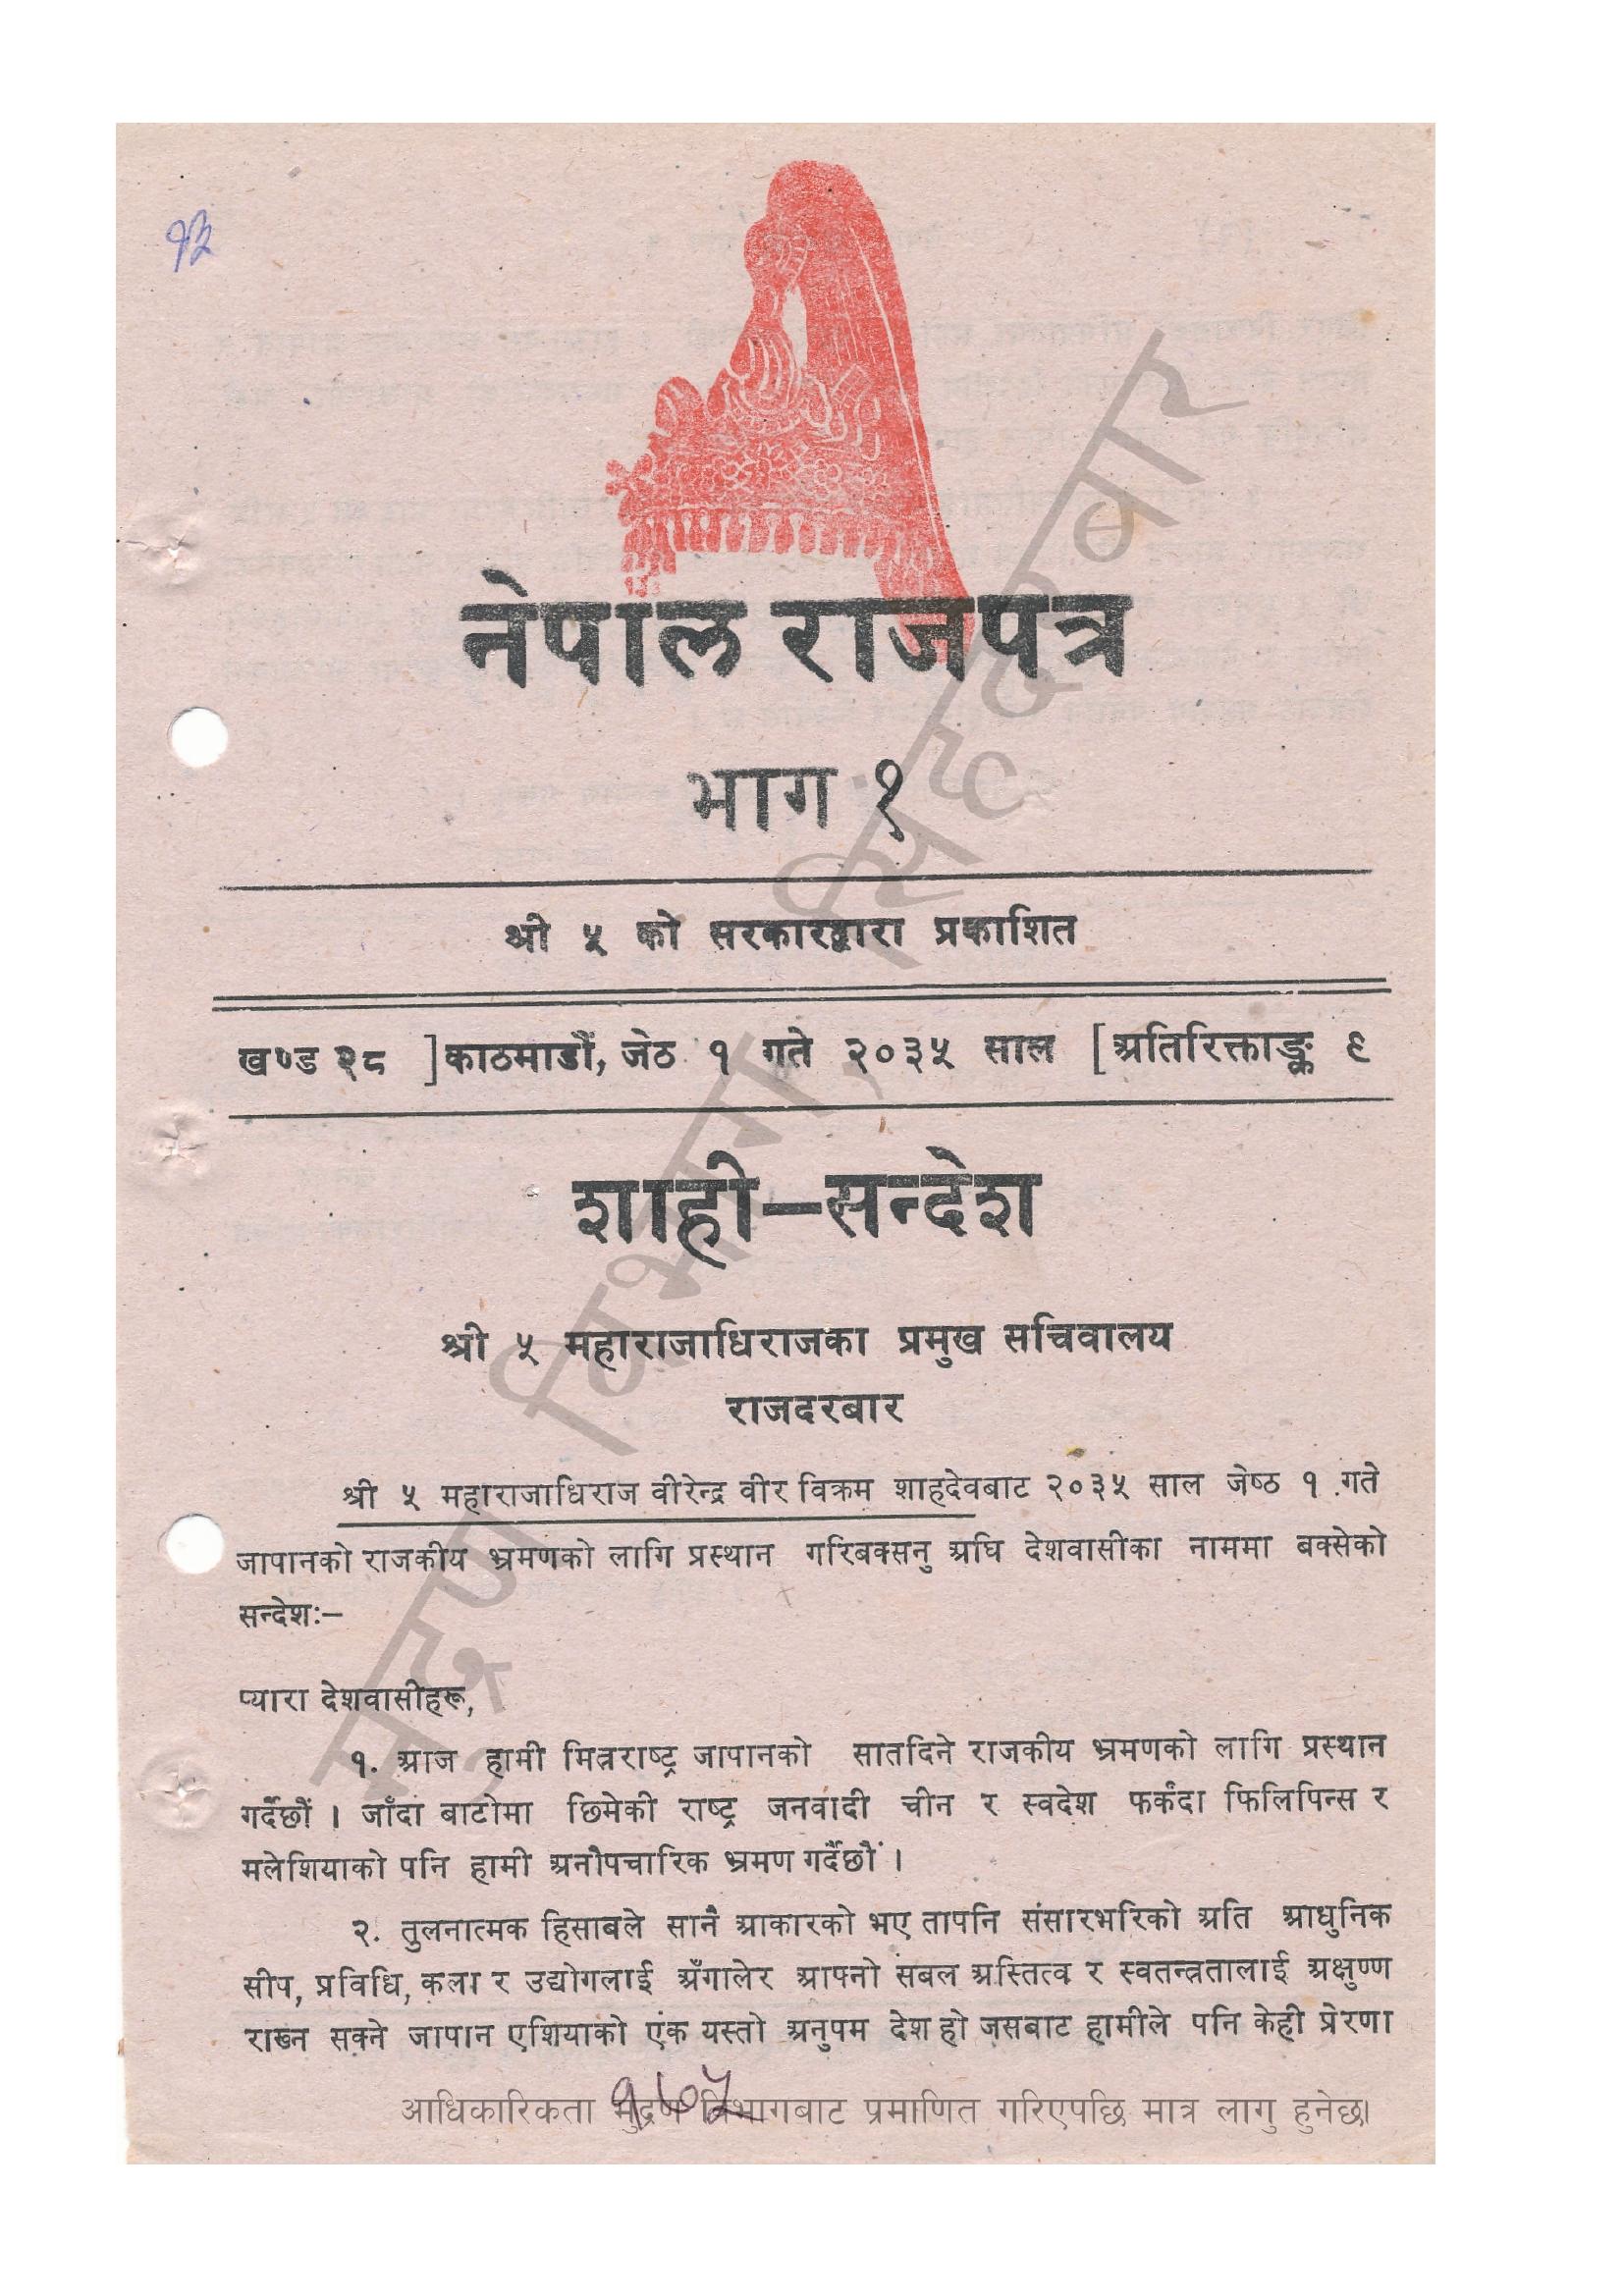 १३
नेपाल राजपत्र
भाग १
श्री ५ को सरकारद्वारा प्रकाशित
खण्ड २८ ] काठमाडौं, जेठ १ गते २०३५ साल [ अतिरिक्ताङ्क ९
शाही–सन्देश
श्री ५ महाराजाधिराजका प्रमुख सचिवालय
राजदरबार
श्री ५ महाराजाधिराज वीरेन्द्र वीर विक्रम शाहदेवबाट २०३५ साल जेष्ठ १ गते
जापानको राजकीय भ्रमणको लागि प्रस्थान गरिबक्सनु अघि देशवासीका नाममा बक्सेको
सन्देशः–
प्यारा देशवासीहरू,
१. आज हामी मित्रराष्ट्र जापानको सातदिने राजकीय भ्रमणको लागि प्रस्थान
गर्दैछौं । जाँदा बाटोमा छिमेकी राष्ट्र जनवादी चीन र स्वदेश फर्कंदा फिलिपिन्स र
मलेशियाको पनि हामी अनौपचारिक भ्रमण गर्दैछौं ।
२. तुलनात्मक हिसाबले सानै आकारको भए तापनि संसारभरिको अति आधुनिक
सीप, प्रविधि, कला र उद्योगलाई अँगालेर आफ्नो सबल अस्तित्व र स्वतन्त्रतालाई अक्षुण्ण
राख्न सक्ने जापान एशियाको एक यस्तो अनुपम देश हो जसबाट हामीले पनि केही प्रेरणा
१७५
आधिकारिकता मुद्रण विभागबाट प्रमाणित गरिएपछि मात्र लागु हुनेछ।
मुद्रण विभाग, सिंहदरबार